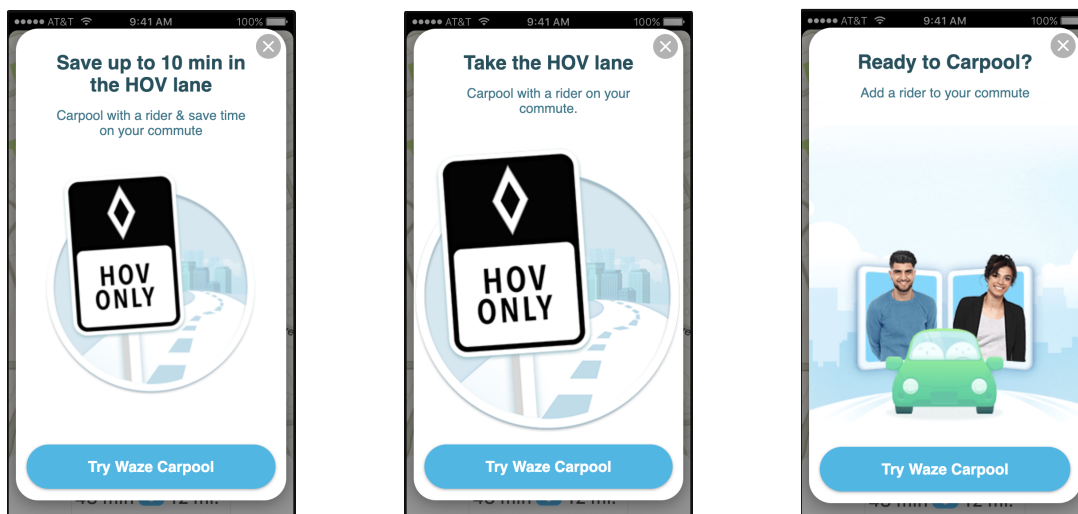 AT&T 9:41 AM 100%
Save up to 10 min in
the HOV lane
Carpool with a rider & save time
on your commute
HOV
ONLY
Try Waze Carpool
AT&T 9:41 AM 100%
Take the HOV lane
Carpool with a rider on your
commute.
HOV
ONLY
Try Waze Carpool
AT&T 9:41 AM 100%
Ready to Carpool?
Add a rider to your commute
Try Waze Carpool